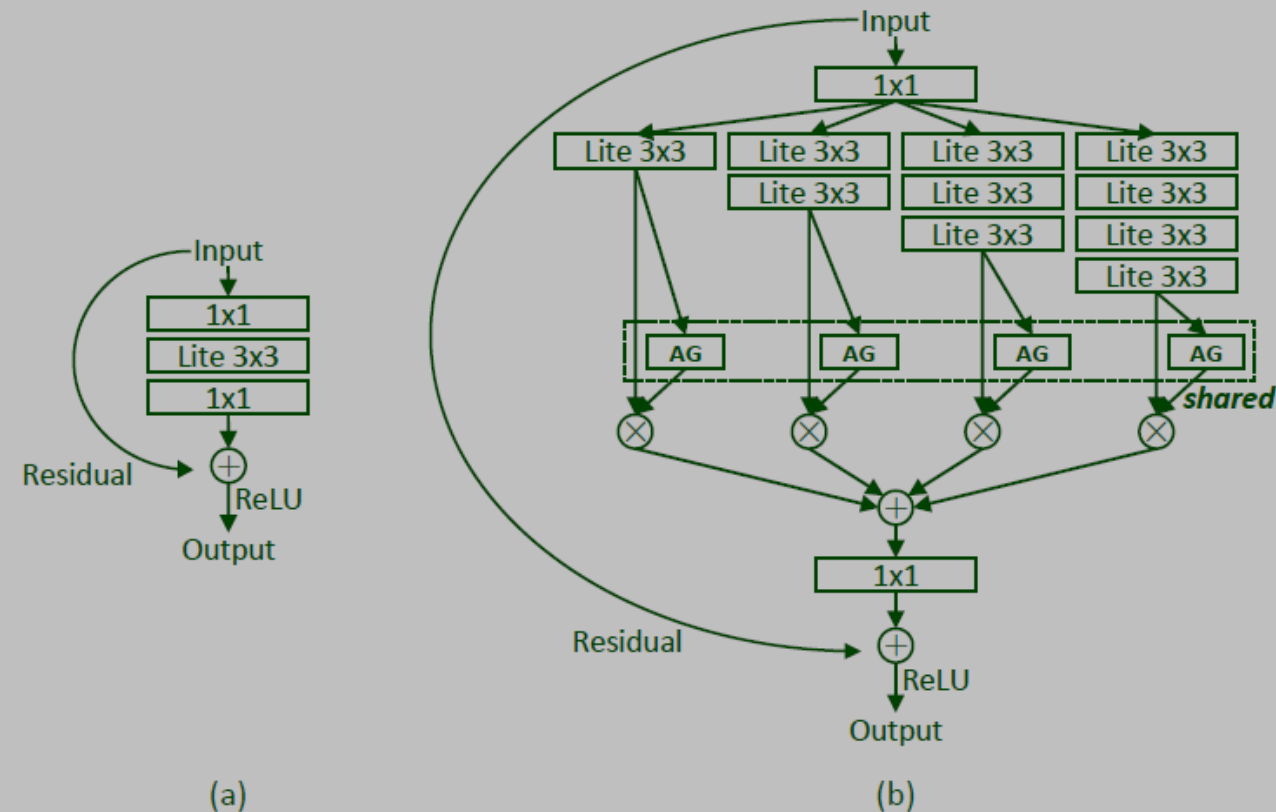 Input
1x1
Lite 3x3
1x1
Residual
ReLU
Output
(a)
Input
1x1
Lite 3x3 Lite 3x3 Lite 3x3 Lite 3x3
Lite 3x3 Lite 3x3 Lite 3x3
Lite 3x3 Lite 3x3
Lite 3x3
AG AG AG AG
shared
1x1
Residual
ReLU
Output
(b)